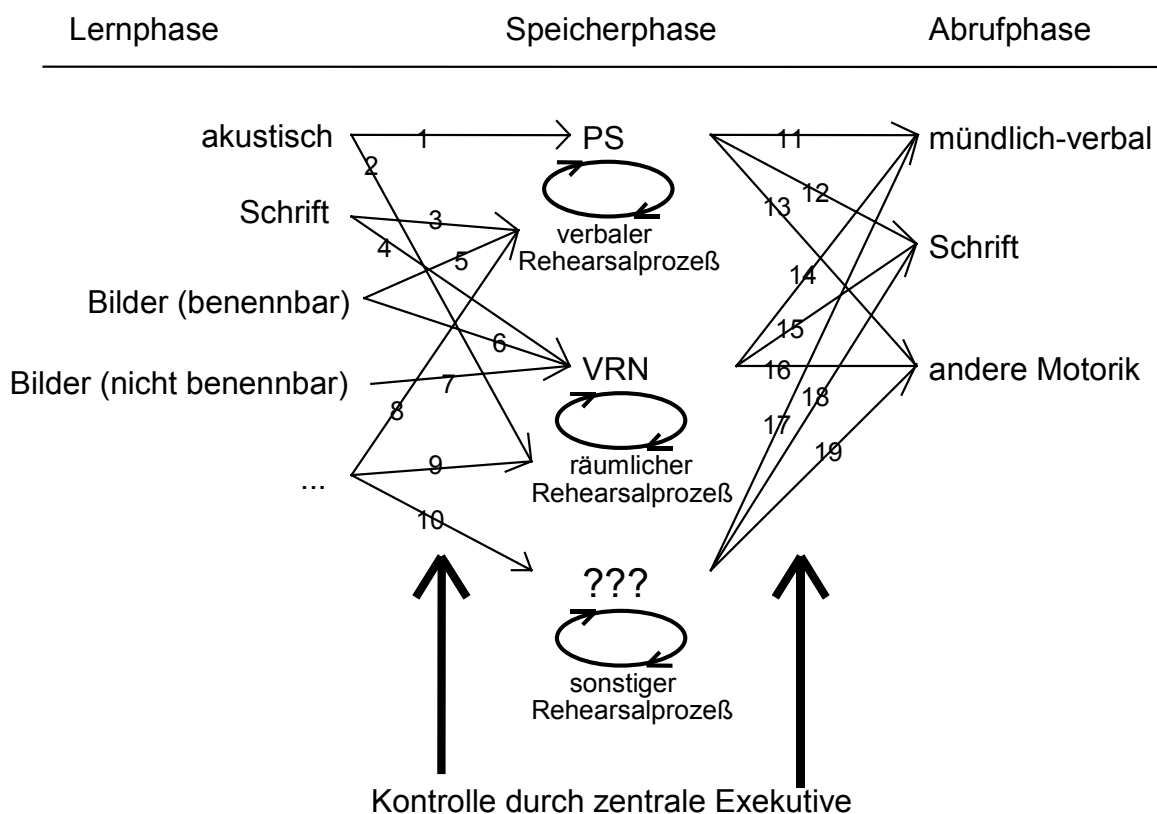 Lernphase Speicherphase Abrufphase
akustisch 1 PS 11 mündlich-verbal
2
12
13
Schrift 3 verbaler Schrift
4 5 Rehearsalprozeß
14
Bilder (benennbar)
15
6
Bilder (nicht benennbar) 7 VRN 16 andere Motorik
8 18
17
19
... 9 räumlicher
Rehearsalprozeß
10
???
sonstiger
Rehearsalprozeß
Kontrolle durch zentrale Exekutive